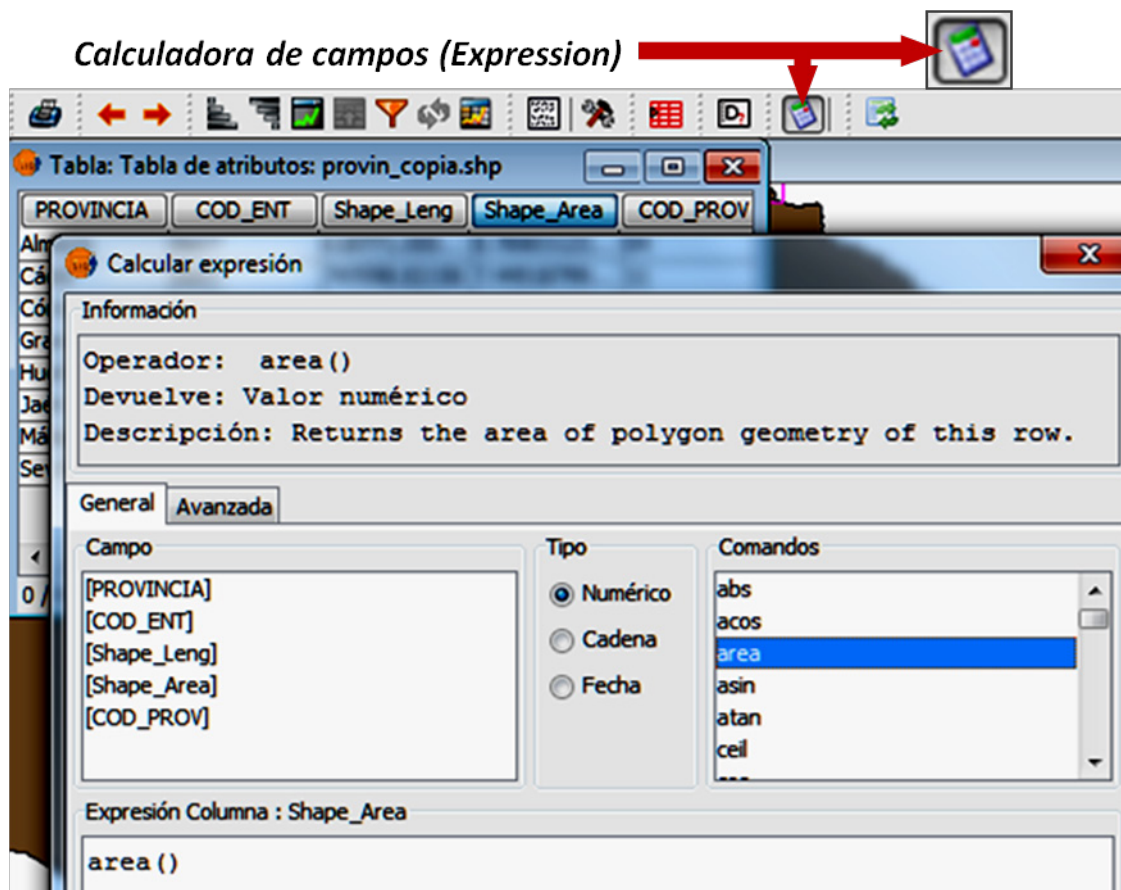 Calculadora de campos (Expression)
Tabla: Tabla de atributos: provin_copia.shp
PROVINCIA COD_ENT Shape_Leng Shape_Area COD_PROV
Calcular expresión
Información
Operador: area()
Devuelve: Valor numérico
Descripción: Returns the area of polygon geometry of this row.
General Avanzada
Campo
[PROVINCIA]
[COD_ENT]
[Shape_Leng]
[Shape_Area]
[COD_PROV]
Tipo
Numérico
Cadena
Fecha
Comandos
abs
acos
area
asin
atan
ceil
Expresión Columna : Shape_Area
area()